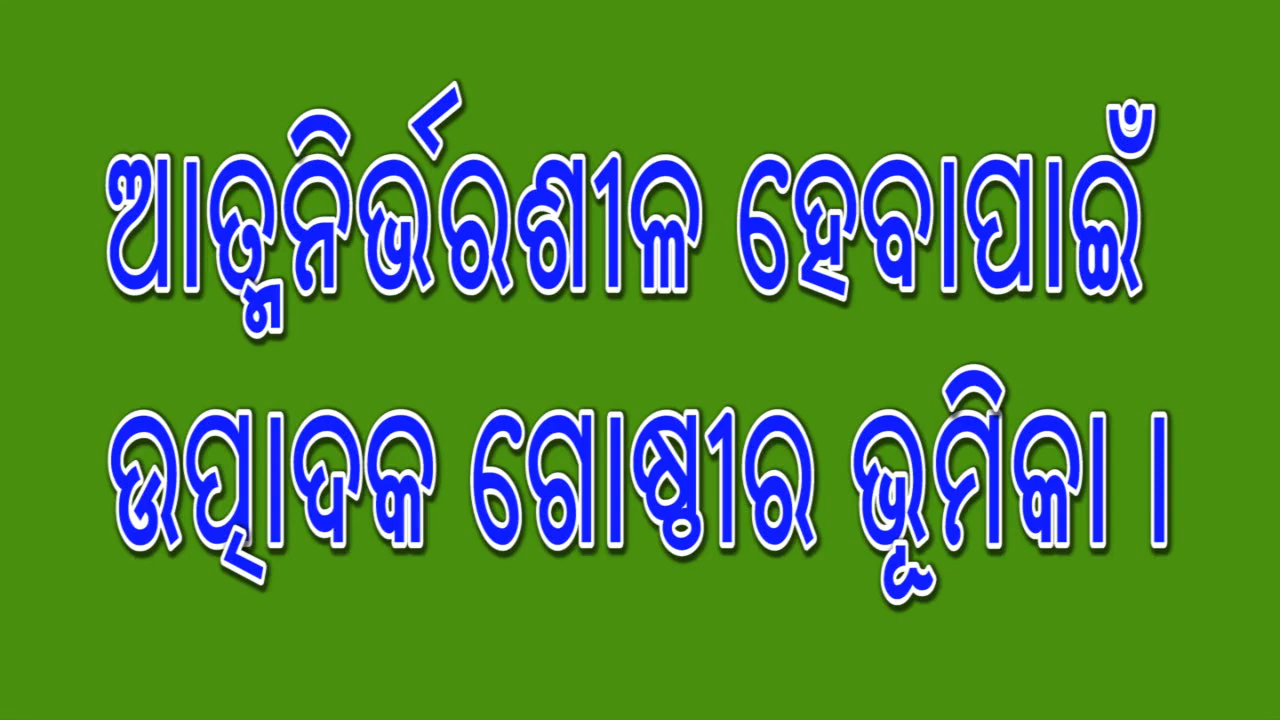 ଆତ୍ମନିର୍ଭରଶୀଳ ହେବାପାଇଁ
ଉତ୍ପାଦକ ଗୋଷ୍ଠୀର ଭୂମିକା ।